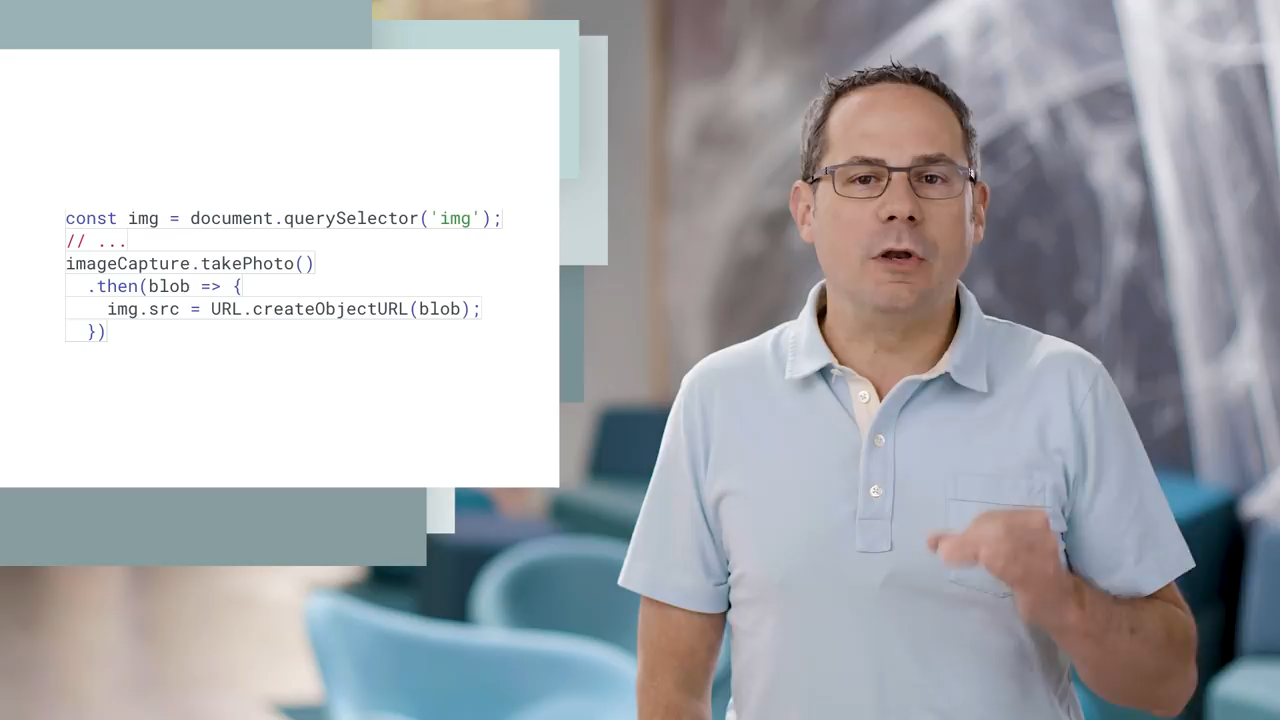 const img = document.querySelector('img');
// ...
imageCapture.takePhoto()
  .then(blob => {
    img.src = URL.createObjectURL(blob);
  })